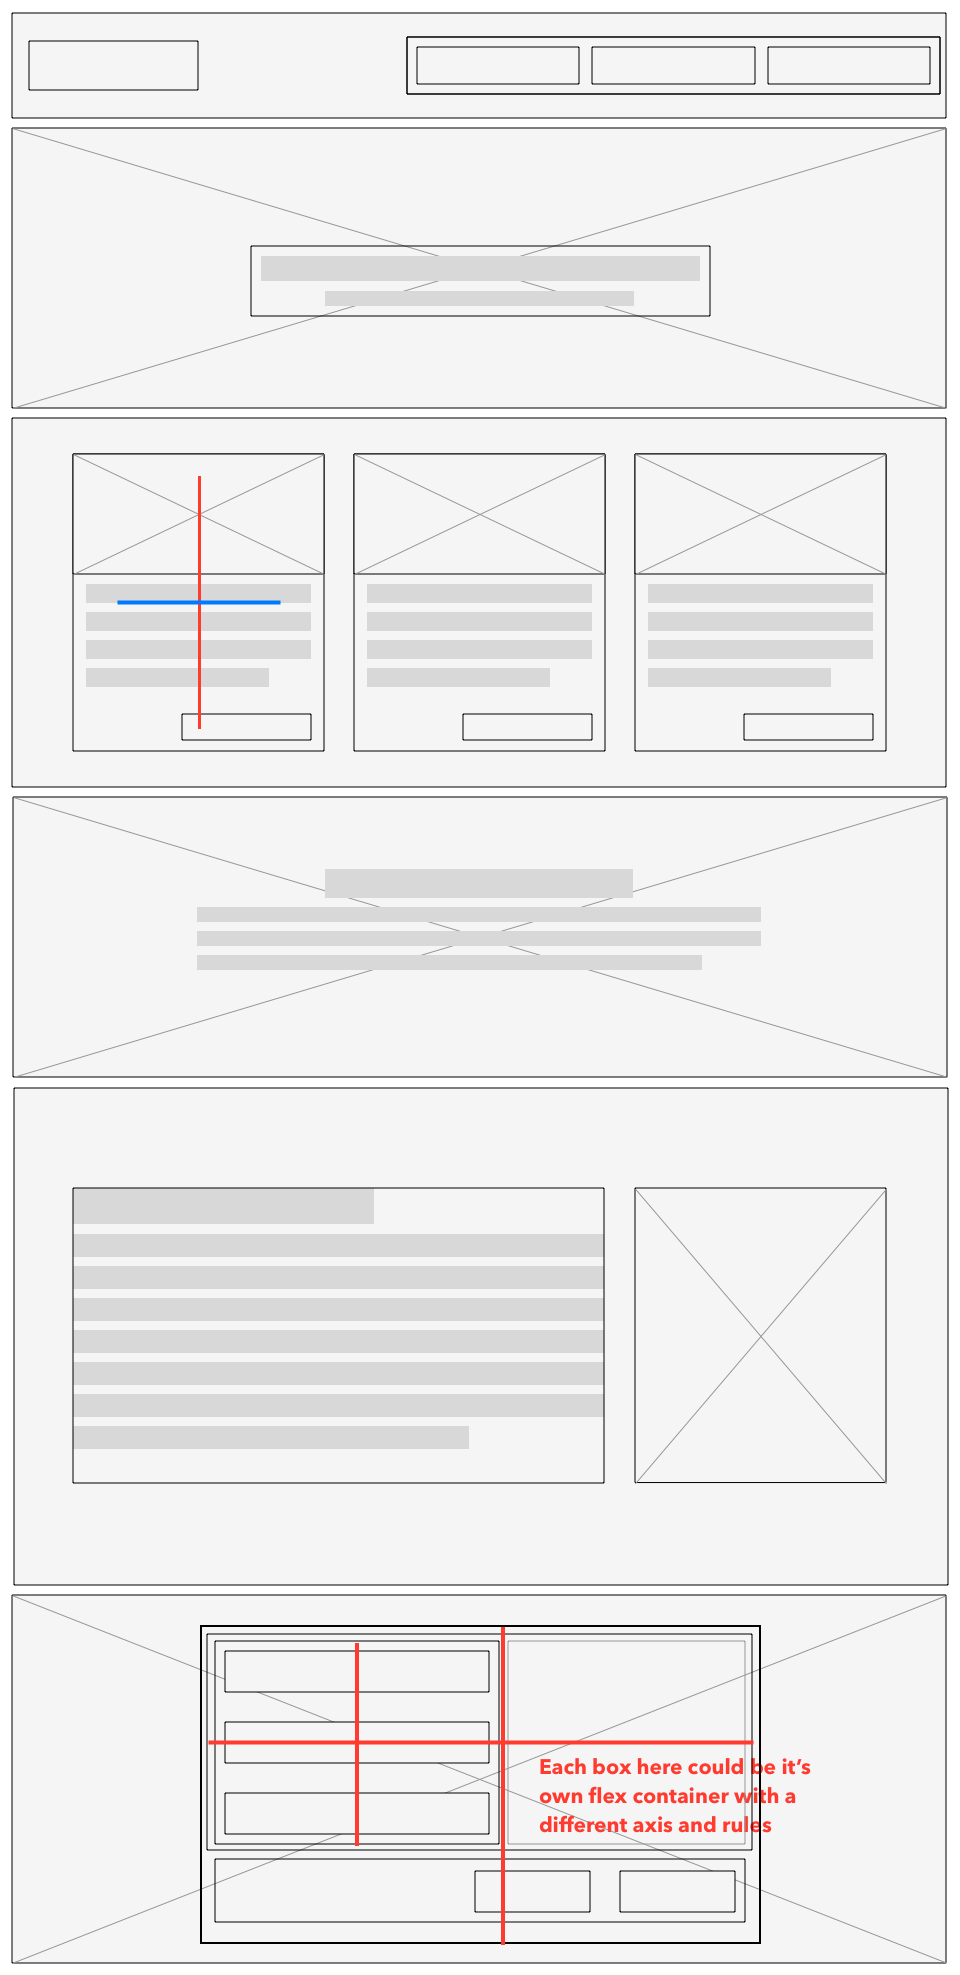 Each box here could be it’s
own flex container with a
different axis and rules